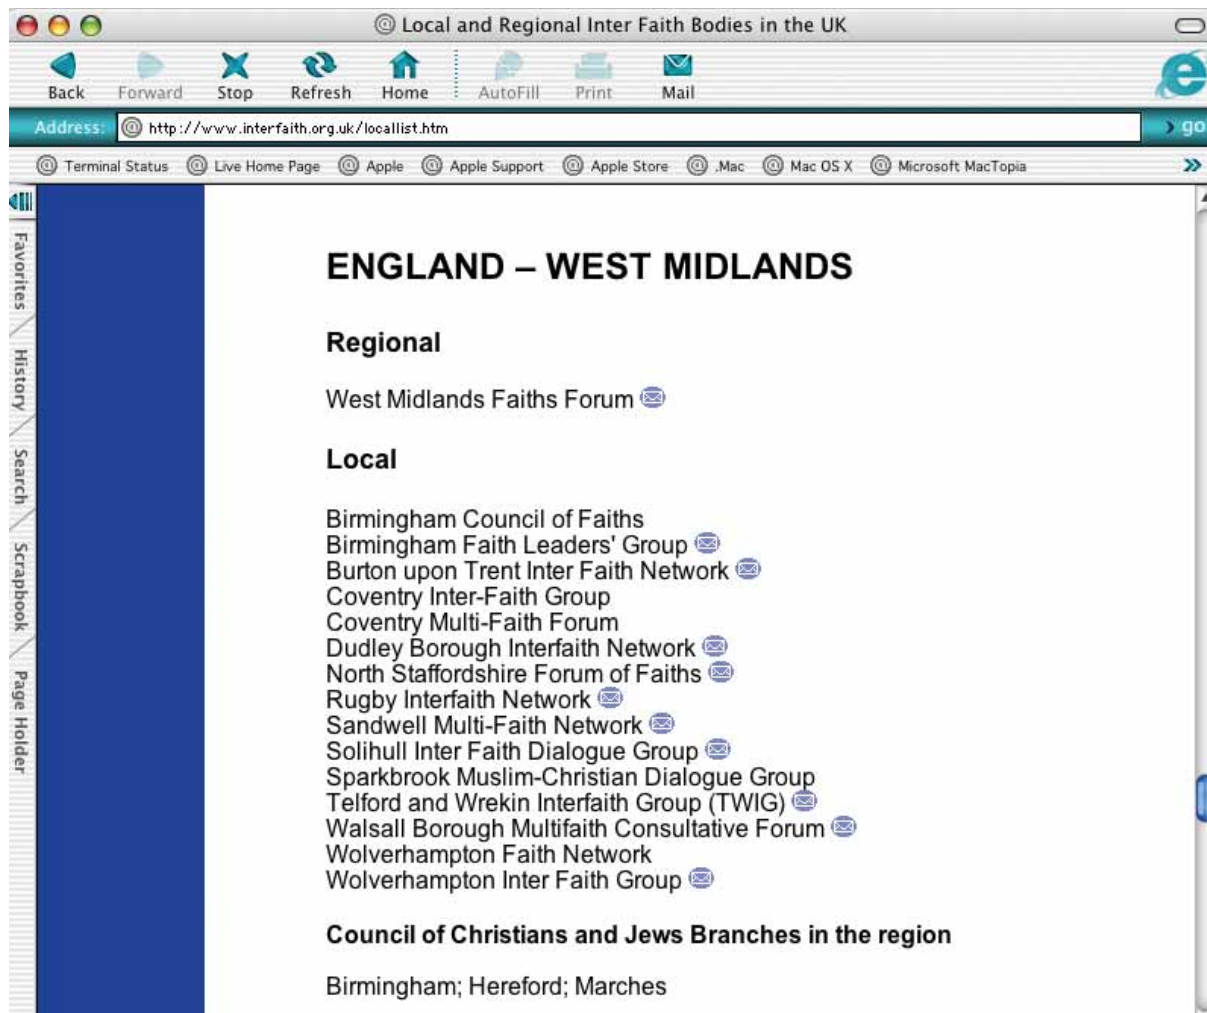 @ Local and Regional Inter Faith Bodies in the UK
Back Forward Stop Refresh Home AutoFill Print Mail
Address: @ http://www.interfaith.org.uk/locallist.htm go
@ Terminal Status @ Live Home Page @ Apple @ Apple Support @ Apple Store @ .Mac @ Mac OS X @ Microsoft MacTopia »
Favorites
History
Search
Scrapbook
Page Holder
ENGLAND – WEST MIDLANDS
Regional
West Midlands Faiths Forum
Local
Birmingham Council of Faiths
Birmingham Faith Leaders' Group
Burton upon Trent Inter Faith Network
Coventry Inter-Faith Group
Coventry Multi-Faith Forum
Dudley Borough Interfaith Network
North Staffordshire Forum of Faiths
Rugby Interfaith Network
Sandwell Multi-Faith Network
Solihull Inter Faith Dialogue Group
Sparkbrook Muslim-Christian Dialogue Group
Telford and Wrekin Interfaith Group (TWIG)
Walsall Borough Multifaith Consultative Forum
Wolverhampton Faith Network
Wolverhampton Inter Faith Group
Council of Christians and Jews Branches in the region
Birmingham; Hereford; Marches